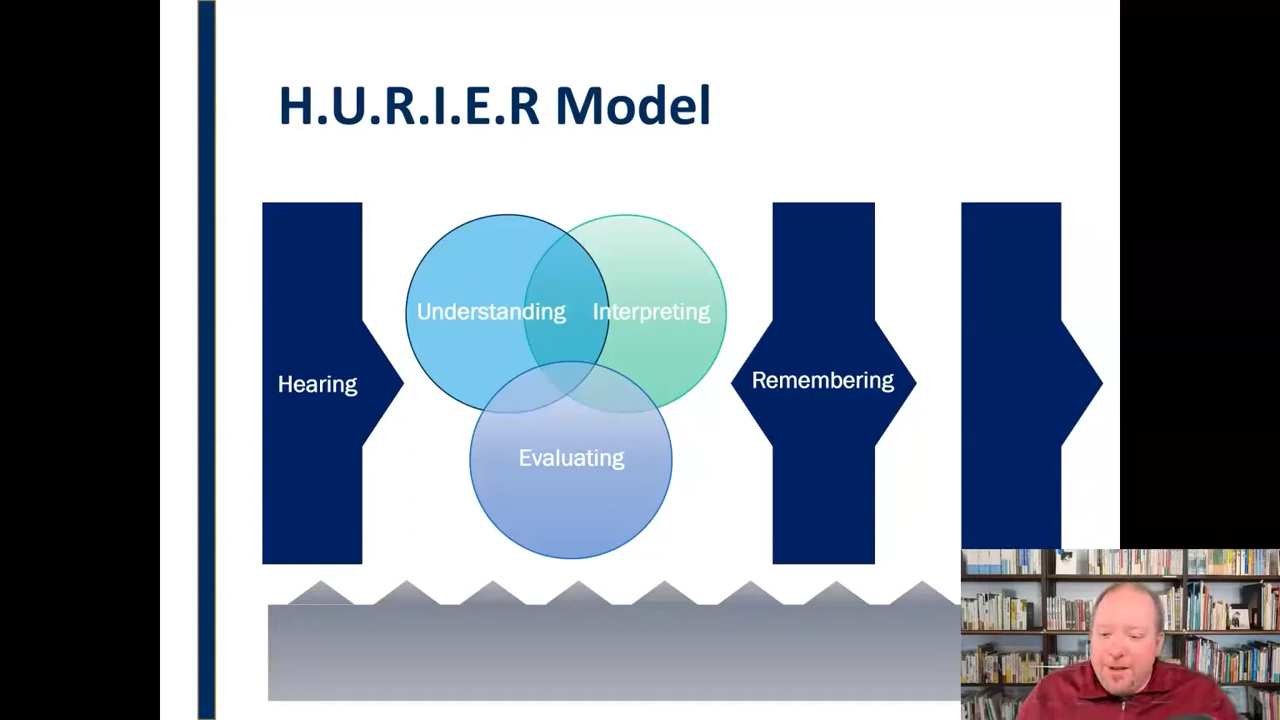 H.U.R.I.E.R Model
Understanding
Interpreting
Hearing
Remembering
Evaluating